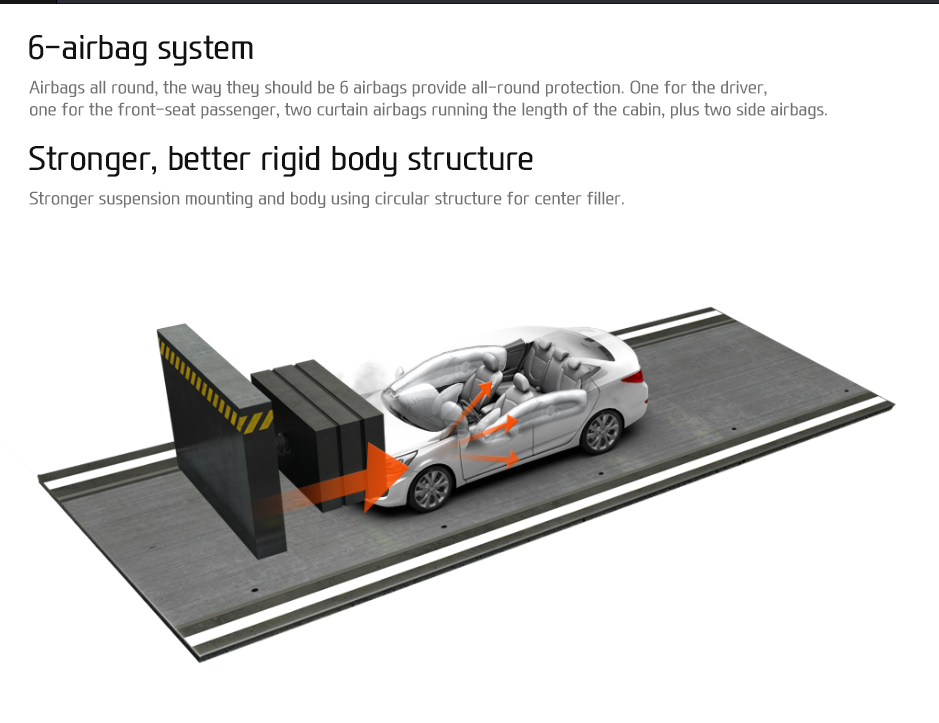 6-airbag system
Airbags all round, the way they should be 6 airbags provide all-round protection. One for the driver,
one for the front-seat passenger, two curtain airbags running the length of the cabin, plus two side airbags.
Stronger, better rigid body structure
Stronger suspension mounting and body using circular structure for center filler.